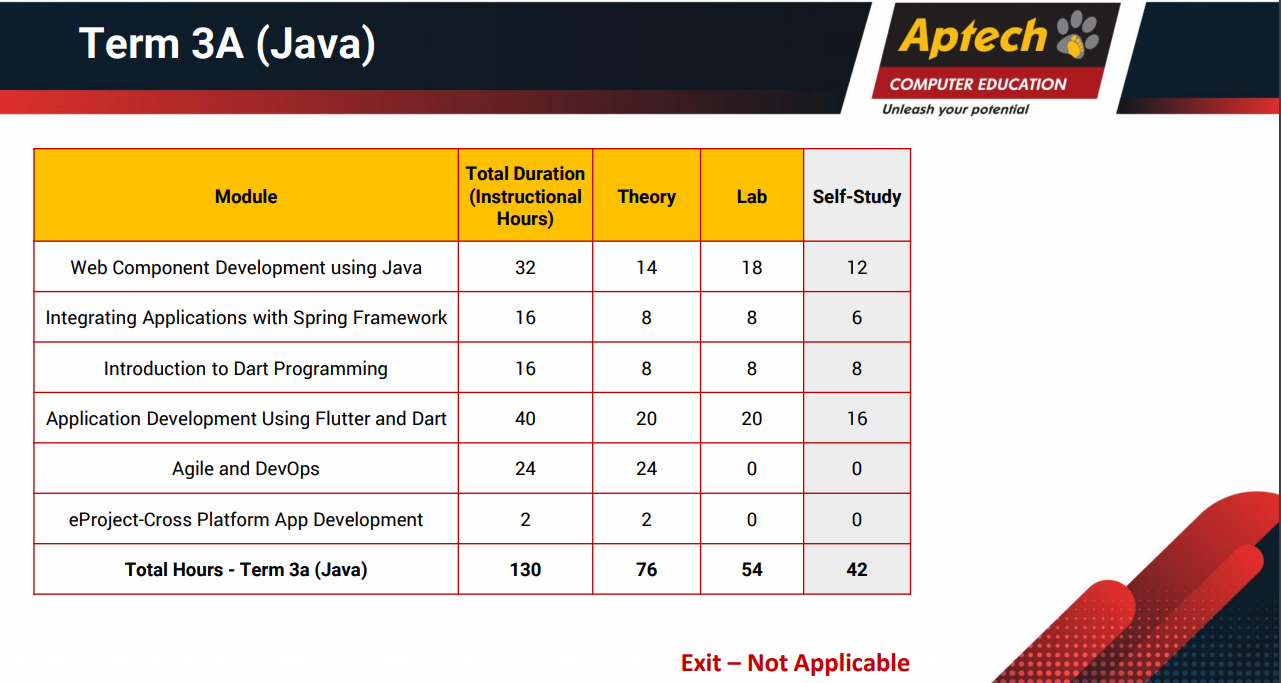 Term 3A (Java)
Aptech
COMPUTER EDUCATION
Unleash your potential
Module
Total Duration
(Instructional
Hours)
Theory
Lab
Self-Study
Web Component Development using Java 32 14 18 12
Integrating Applications with Spring Framework 16 8 8 6
Introduction to Dart Programming 16 8 8 8
Application Development Using Flutter and Dart 40 20 20 16
Agile and DevOps 24 24 0 0
eProject-Cross Platform App Development 2 2 0 0
Total Hours - Term 3a (Java) 130 76 54 42
Exit – Not Applicable